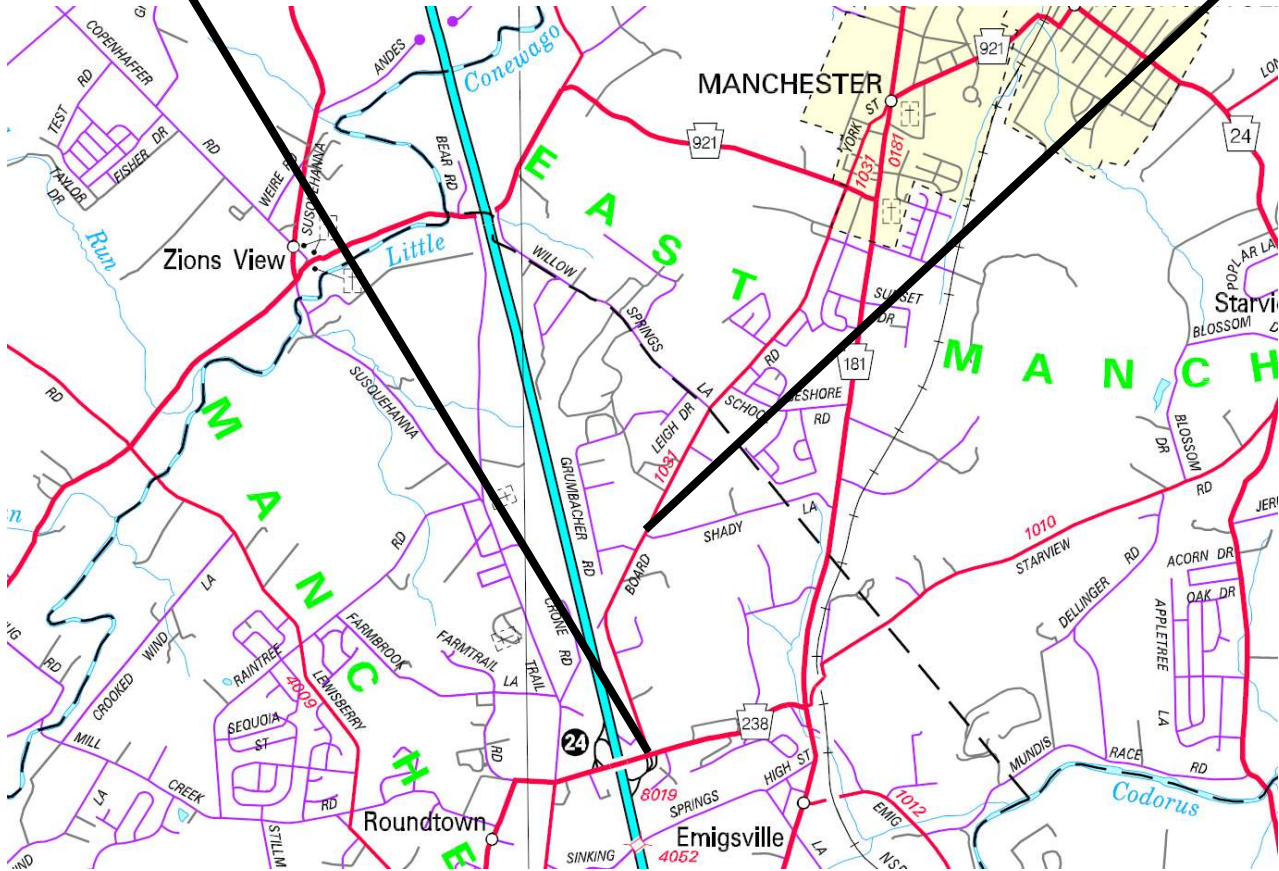 COPENHAFFER
RD
ANDES
Conewago
MANCHESTER
921
YORK ST
1031
0181
921
24
TEST
RD
FISHER DR
TAYLOR
DR
WEIRE
SUSQUEHANNA
BEAR RD
Run
Zions View
Little
E A S T
WILLOW
SPRINGS
LA
SUNSET
DR
181
POPLAR LA
BLOSSOM
M A N C H
BLOSSOM
DR
RD
SUSQUEHANNA
M A N C H E
LEIGH DR
SCHOOL
RD
RD
1031
GRUMBACHER
RD
SHADY
LA
BOARD
1010
STARVIEW
RD
DELLINGER
RD
ACORN DR
OAK DR
APPLETREE
LA
RD
RD
CROOKED
WIND
LA
RAINTREE
FARMBROOK
RD
FARMTRAIL
LA
TRAIL
RD
CRONE RD
4009
LEWISBERRY
SEQUOIA
ST
MILL
CREEK
LA
RD
RD
24
238
8019
HIGH ST
SPRINGS
MUNDIS
RACE
RD
Codorus
1012
EMIG
Roundtown
Emigsville
SINKING
4052
LA